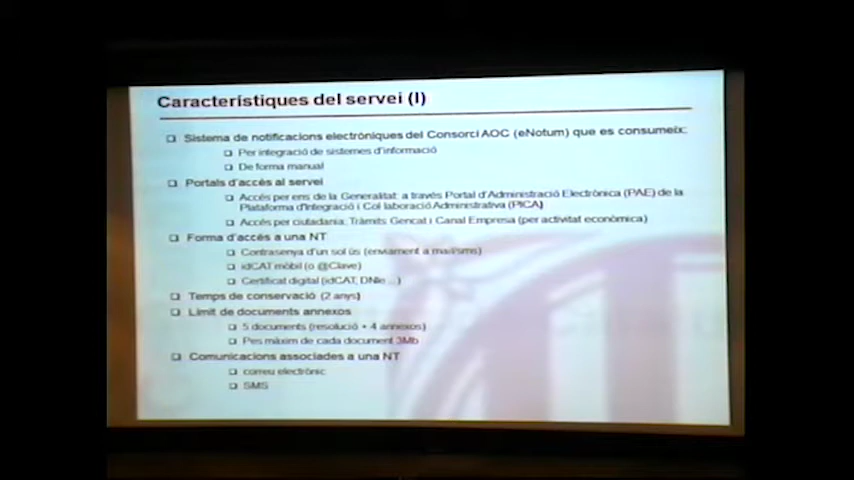 Característiques del servei (I)
❑ Sistema de notificacions electròniques del Consorci AOC (eNotum) que es consumeix:
❑ Per integració de sistemes d'informació
❑ De forma manual
❑ Portals d'accés al servei
❑ Accés per ens de la Generalitat: a través Portal d'Administració Electrònica (PAE) de la
Plataforma d'Integració i Col·laboració Administrativa (PICA)
❑ Accés per ciutadania: Tràmits Gencat i Canal Empresa (per activitat econòmica)
❑ Forma d'accés a una NT
❑ Contrasenya d'un sol ús (enviament a mail/sms)
❑ idCAT mòbil (o @Clave)
❑ Certificat digital (idCAT, DNIe ...)
❑ Temps de conservació (2 anys)
❑ Límit de documents annexos
❑ 5 documents (resolució + 4 annexos)
❑ Pes màxim de cada document 3Mb
❑ Comunicacions associades a una NT
❑ correu electrònic
❑ SMS